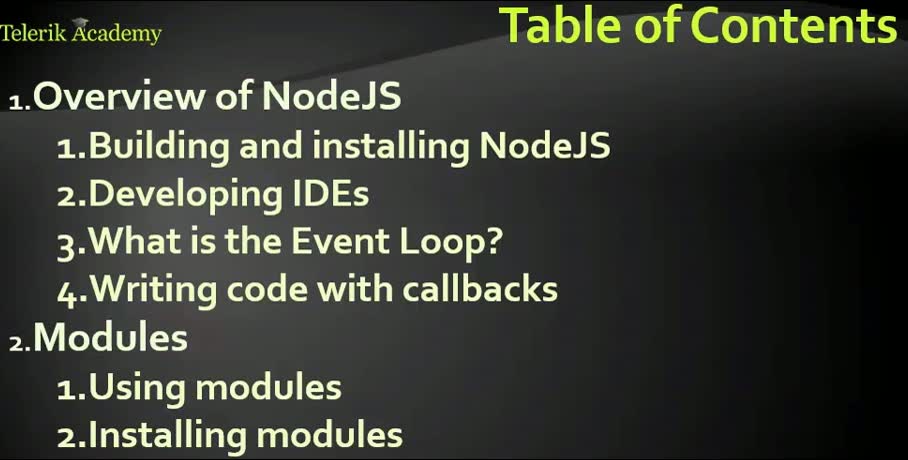 Telerik Academy
Table of Contents
1.Overview of NodeJS
1.Building and installing NodeJS
2.Developing IDEs
3.What is the Event Loop?
4.Writing code with callbacks
2.Modules
1.Using modules
2.Installing modules